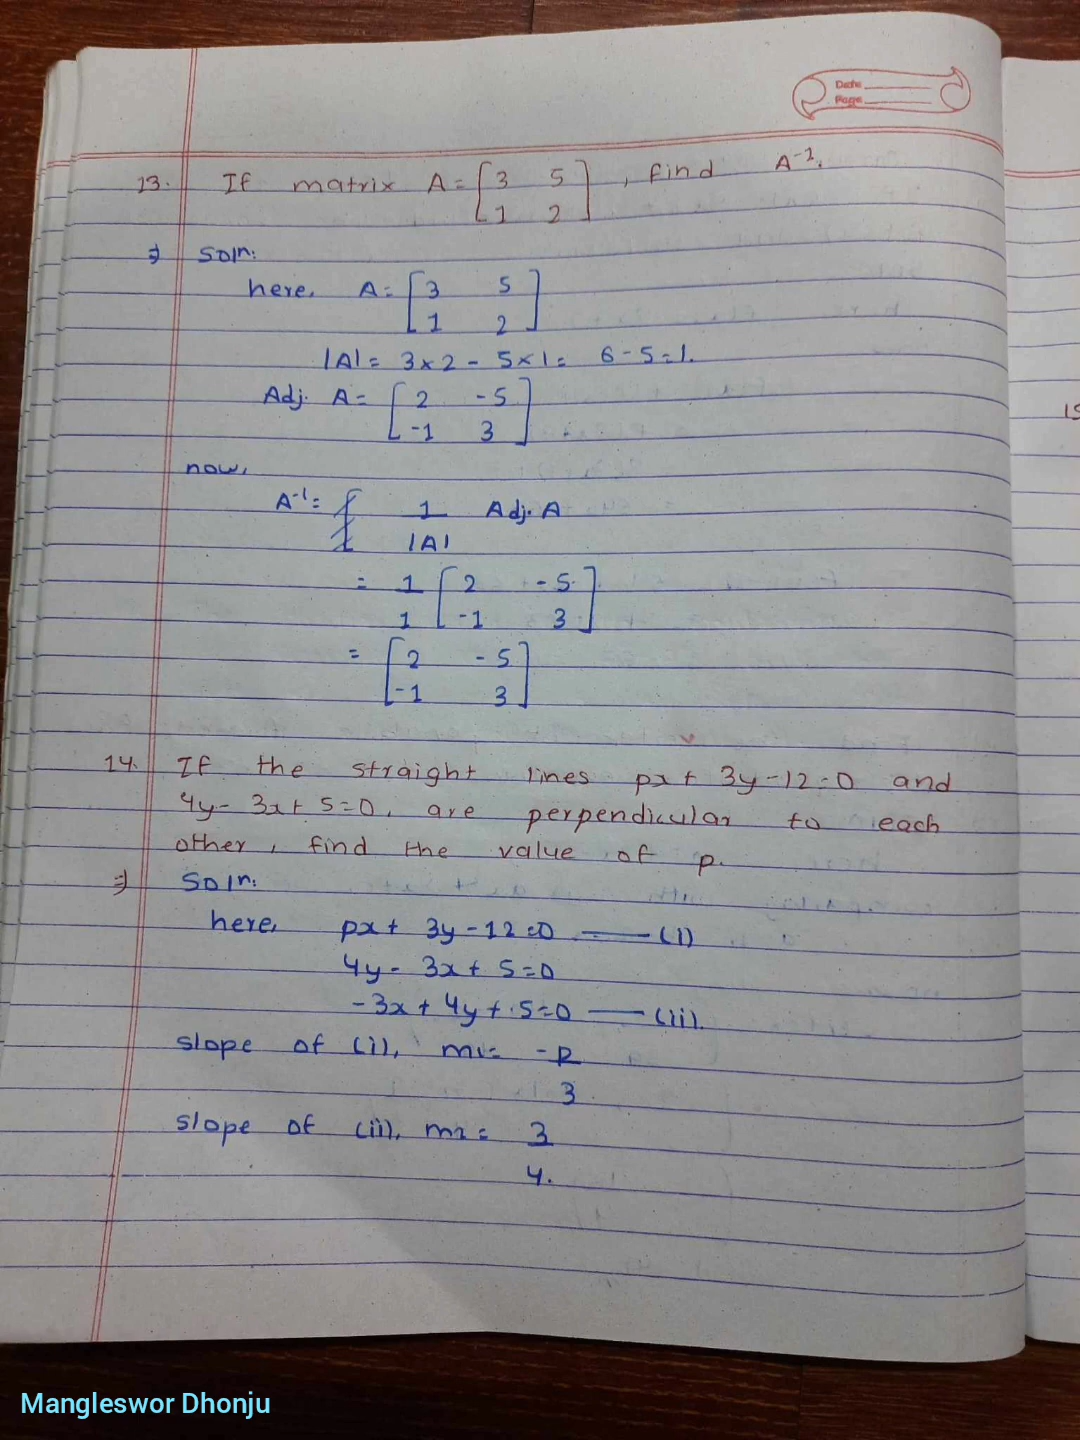 Date
Page
13. If matrix A = [3 5] , find A⁻¹.
[1 2]
⇒ Soln:
here, A = [3 5]
[1 2]
|A| = 3×2 - 5×1 = 6 - 5 = 1.
Adj. A = [2 -5]
[-1 3]
now,
A⁻¹ = 1 Adj. A
|A|
= 1 [2 -5]
1 [-1 3]
= [2 -5]
[-1 3]
14. If the straight lines px + 3y - 12 = 0 and
4y - 3x + 5 = 0, are perpendicular to each
other, find the value of p.
⇒ Soln:
here, px + 3y - 12 = 0 —— (i)
4y - 3x + 5 = 0
-3x + 4y + 5 = 0 —— (ii).
slope of (i), m1 = -p
3
slope of (ii), m2 = 3
4.
15
Mangleswor Dhonju